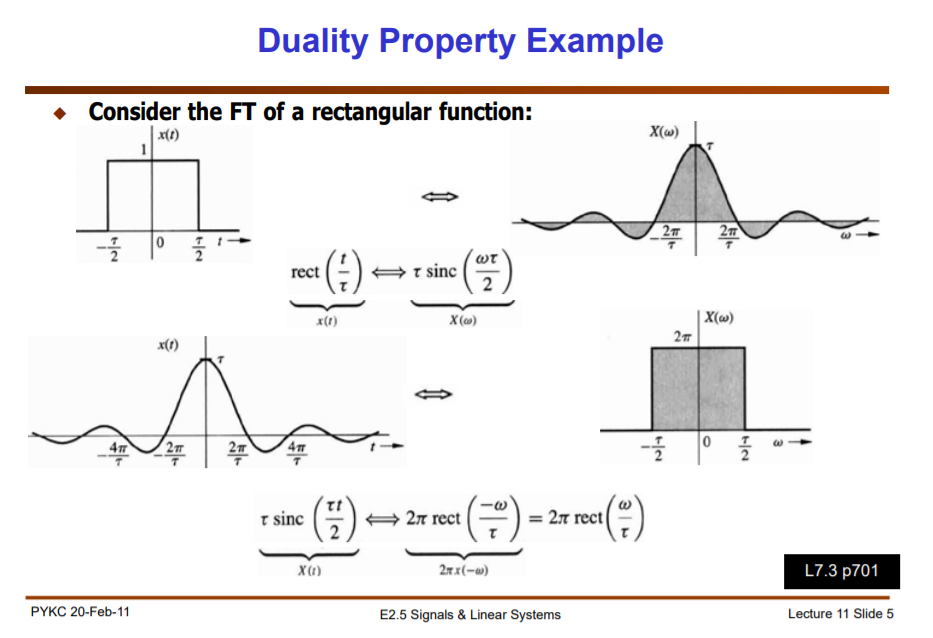 Duality Property Example
◆ Consider the FT of a rectangular function:
x(t)
1
−τ/2 0 τ/2 t →
⇔
X(ω)
τ
−2π/τ 2π/τ ω →
rect (t/τ) ⟺ τ sinc (ωτ/2)
x(t) X(ω)
x(t)
τ
−4π/τ −2π/τ 2π/τ 4π/τ t →
⇔
X(ω)
2π
−τ/2 0 τ/2 ω →
τ sinc (τt/2) ⟺ 2π rect (−ω/τ) = 2π rect (ω/τ)
X(t) 2πx(−ω)
L7.3 p701
PYKC 20-Feb-11 E2.5 Signals & Linear Systems Lecture 11 Slide 5